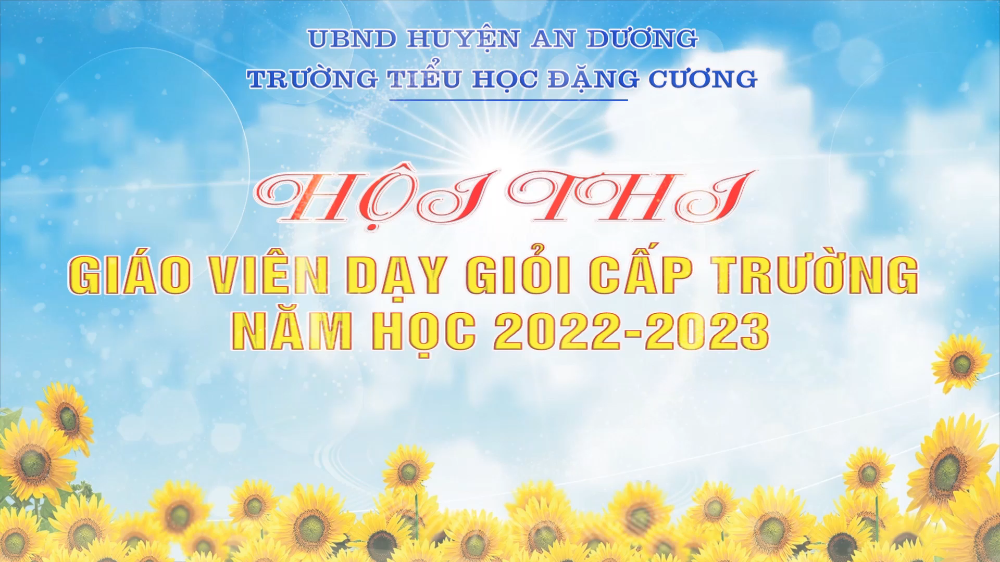 UBND HUYỆN AN DƯƠNG
TRƯỜNG TIỂU HỌC ĐẶNG CƯƠNG
HỘI THI
GIÁO VIÊN DẠY GIỎI CẤP TRƯỜNG
NĂM HỌC 2022-2023